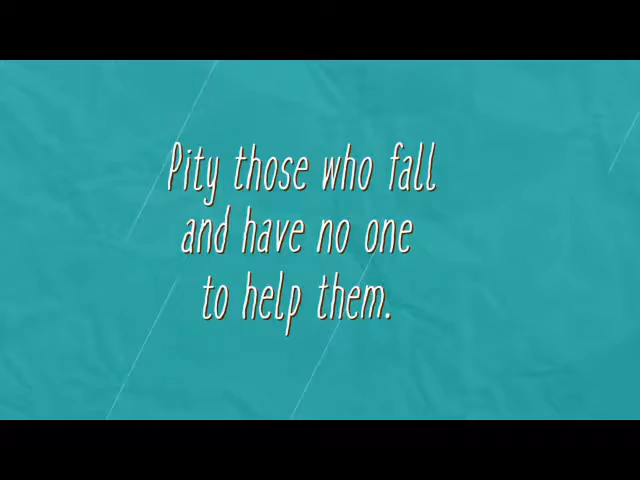 Pity those who fall
and have no one
to help them.